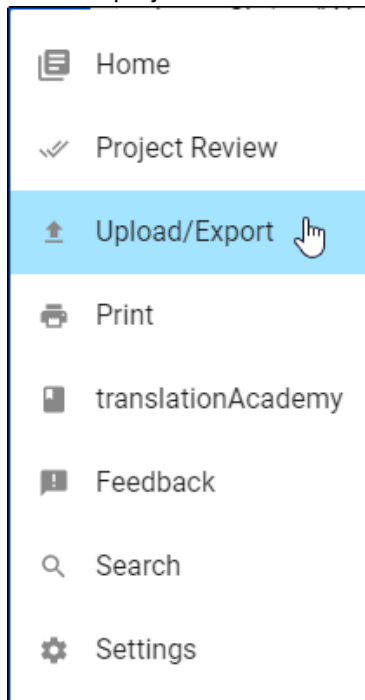 Home
Project Review
Upload/Export
Print
translationAcademy
Feedback
Search
Settings